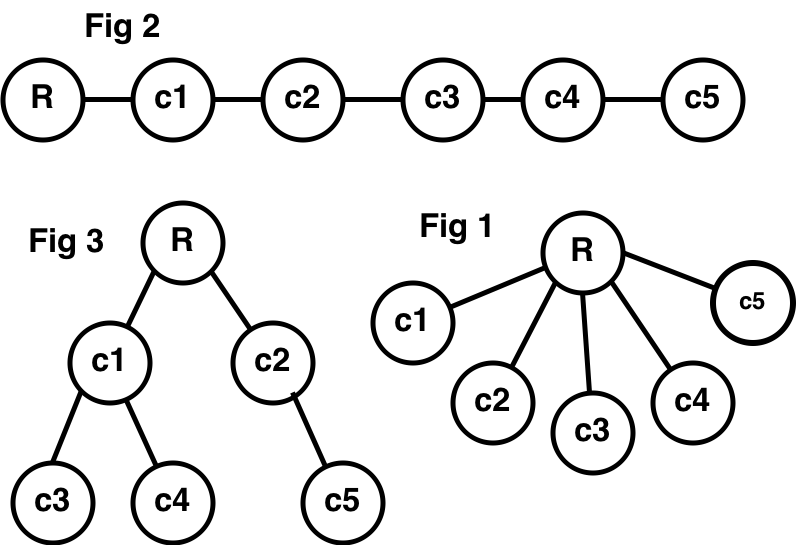 Fig 2
R c1 c2 c3 c4 c5
Fig 3
R
c1 c2
c3 c4 c5
Fig 1
R
c1 c2 c3 c4 c5